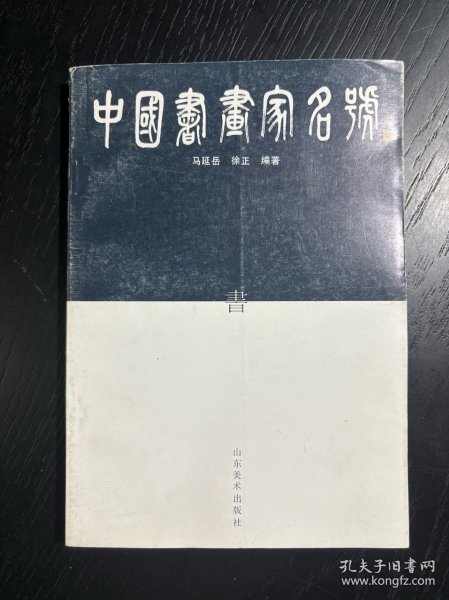 中國書畫家名號
马延岳 徐正 编著
書
山东美术出版社
孔夫子旧书网
www.kongfz.com